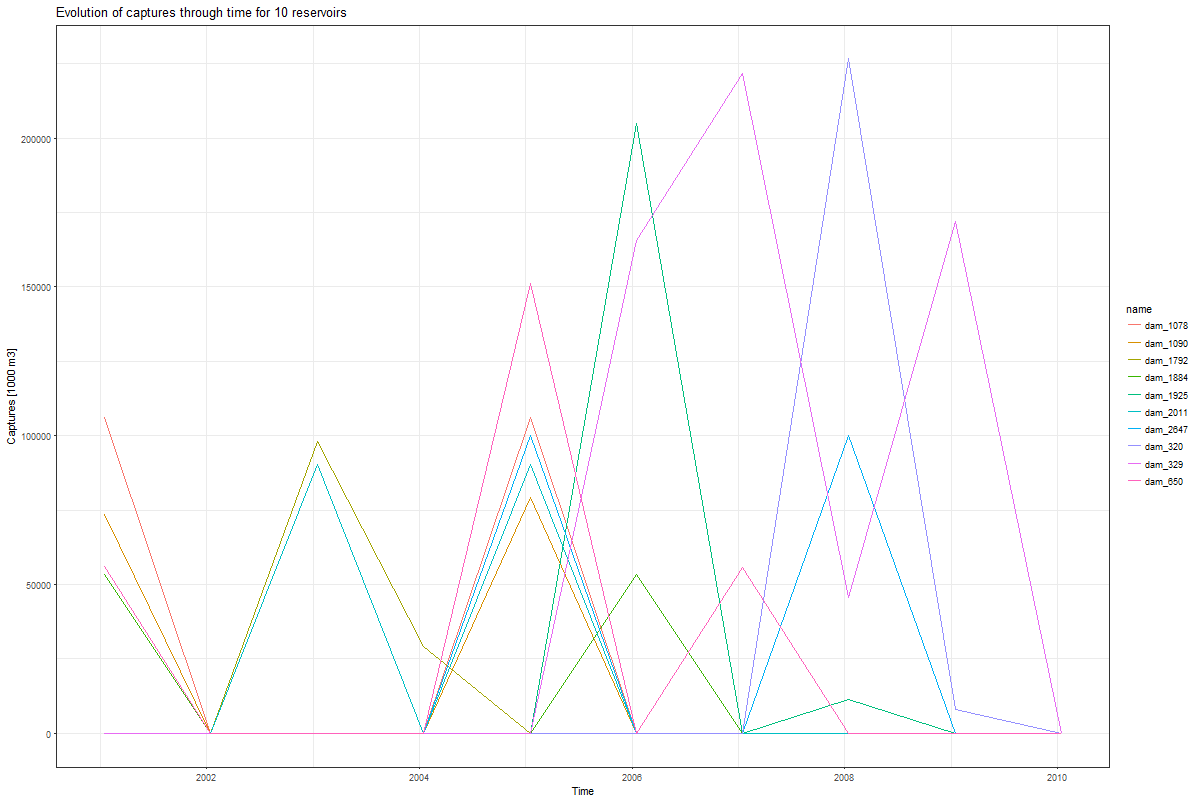 Evolution of captures through time for 10 reservoirs
200000
150000
100000
50000
0
Captures [1000 m3]
2002
2004
2006
2008
2010
Time
name
dam_1078
dam_1090
dam_1792
dam_1884
dam_1925
dam_2011
dam_2647
dam_320
dam_329
dam_650